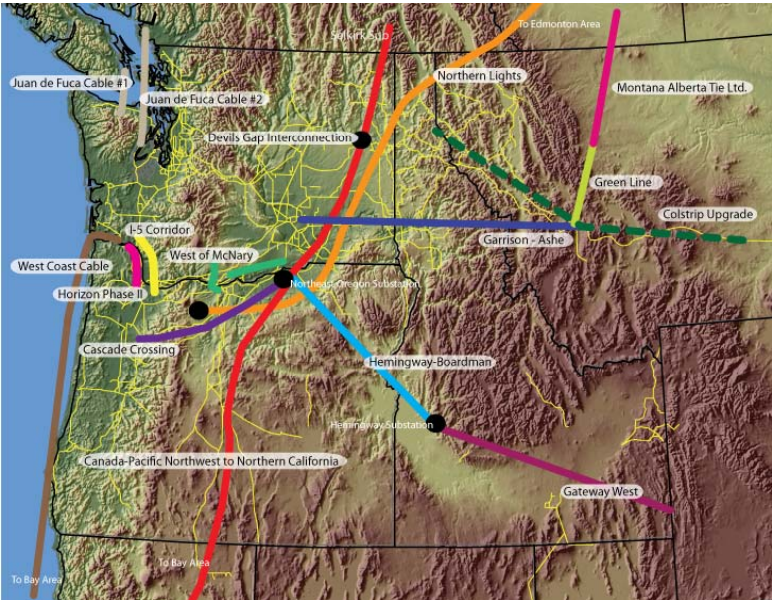 To Edmonton Area
Selkirk Sub
Northern Lights
Juan de Fuca Cable #1
Montana Alberta Tie Ltd.
Juan de Fuca Cable #2
Devils Gap Interconnection
Green Line
Colstrip Upgrade
I-5 Corridor
Garrison - Ashe
West of McNary
West Coast Cable
Northeast Oregon Substation
Horizon Phase II
Cascade Crossing
Hemingway-Boardman
Hemingway Substation
Canada-Pacific Northwest to Northern California
Gateway West
To Bay Area
To Bay Area